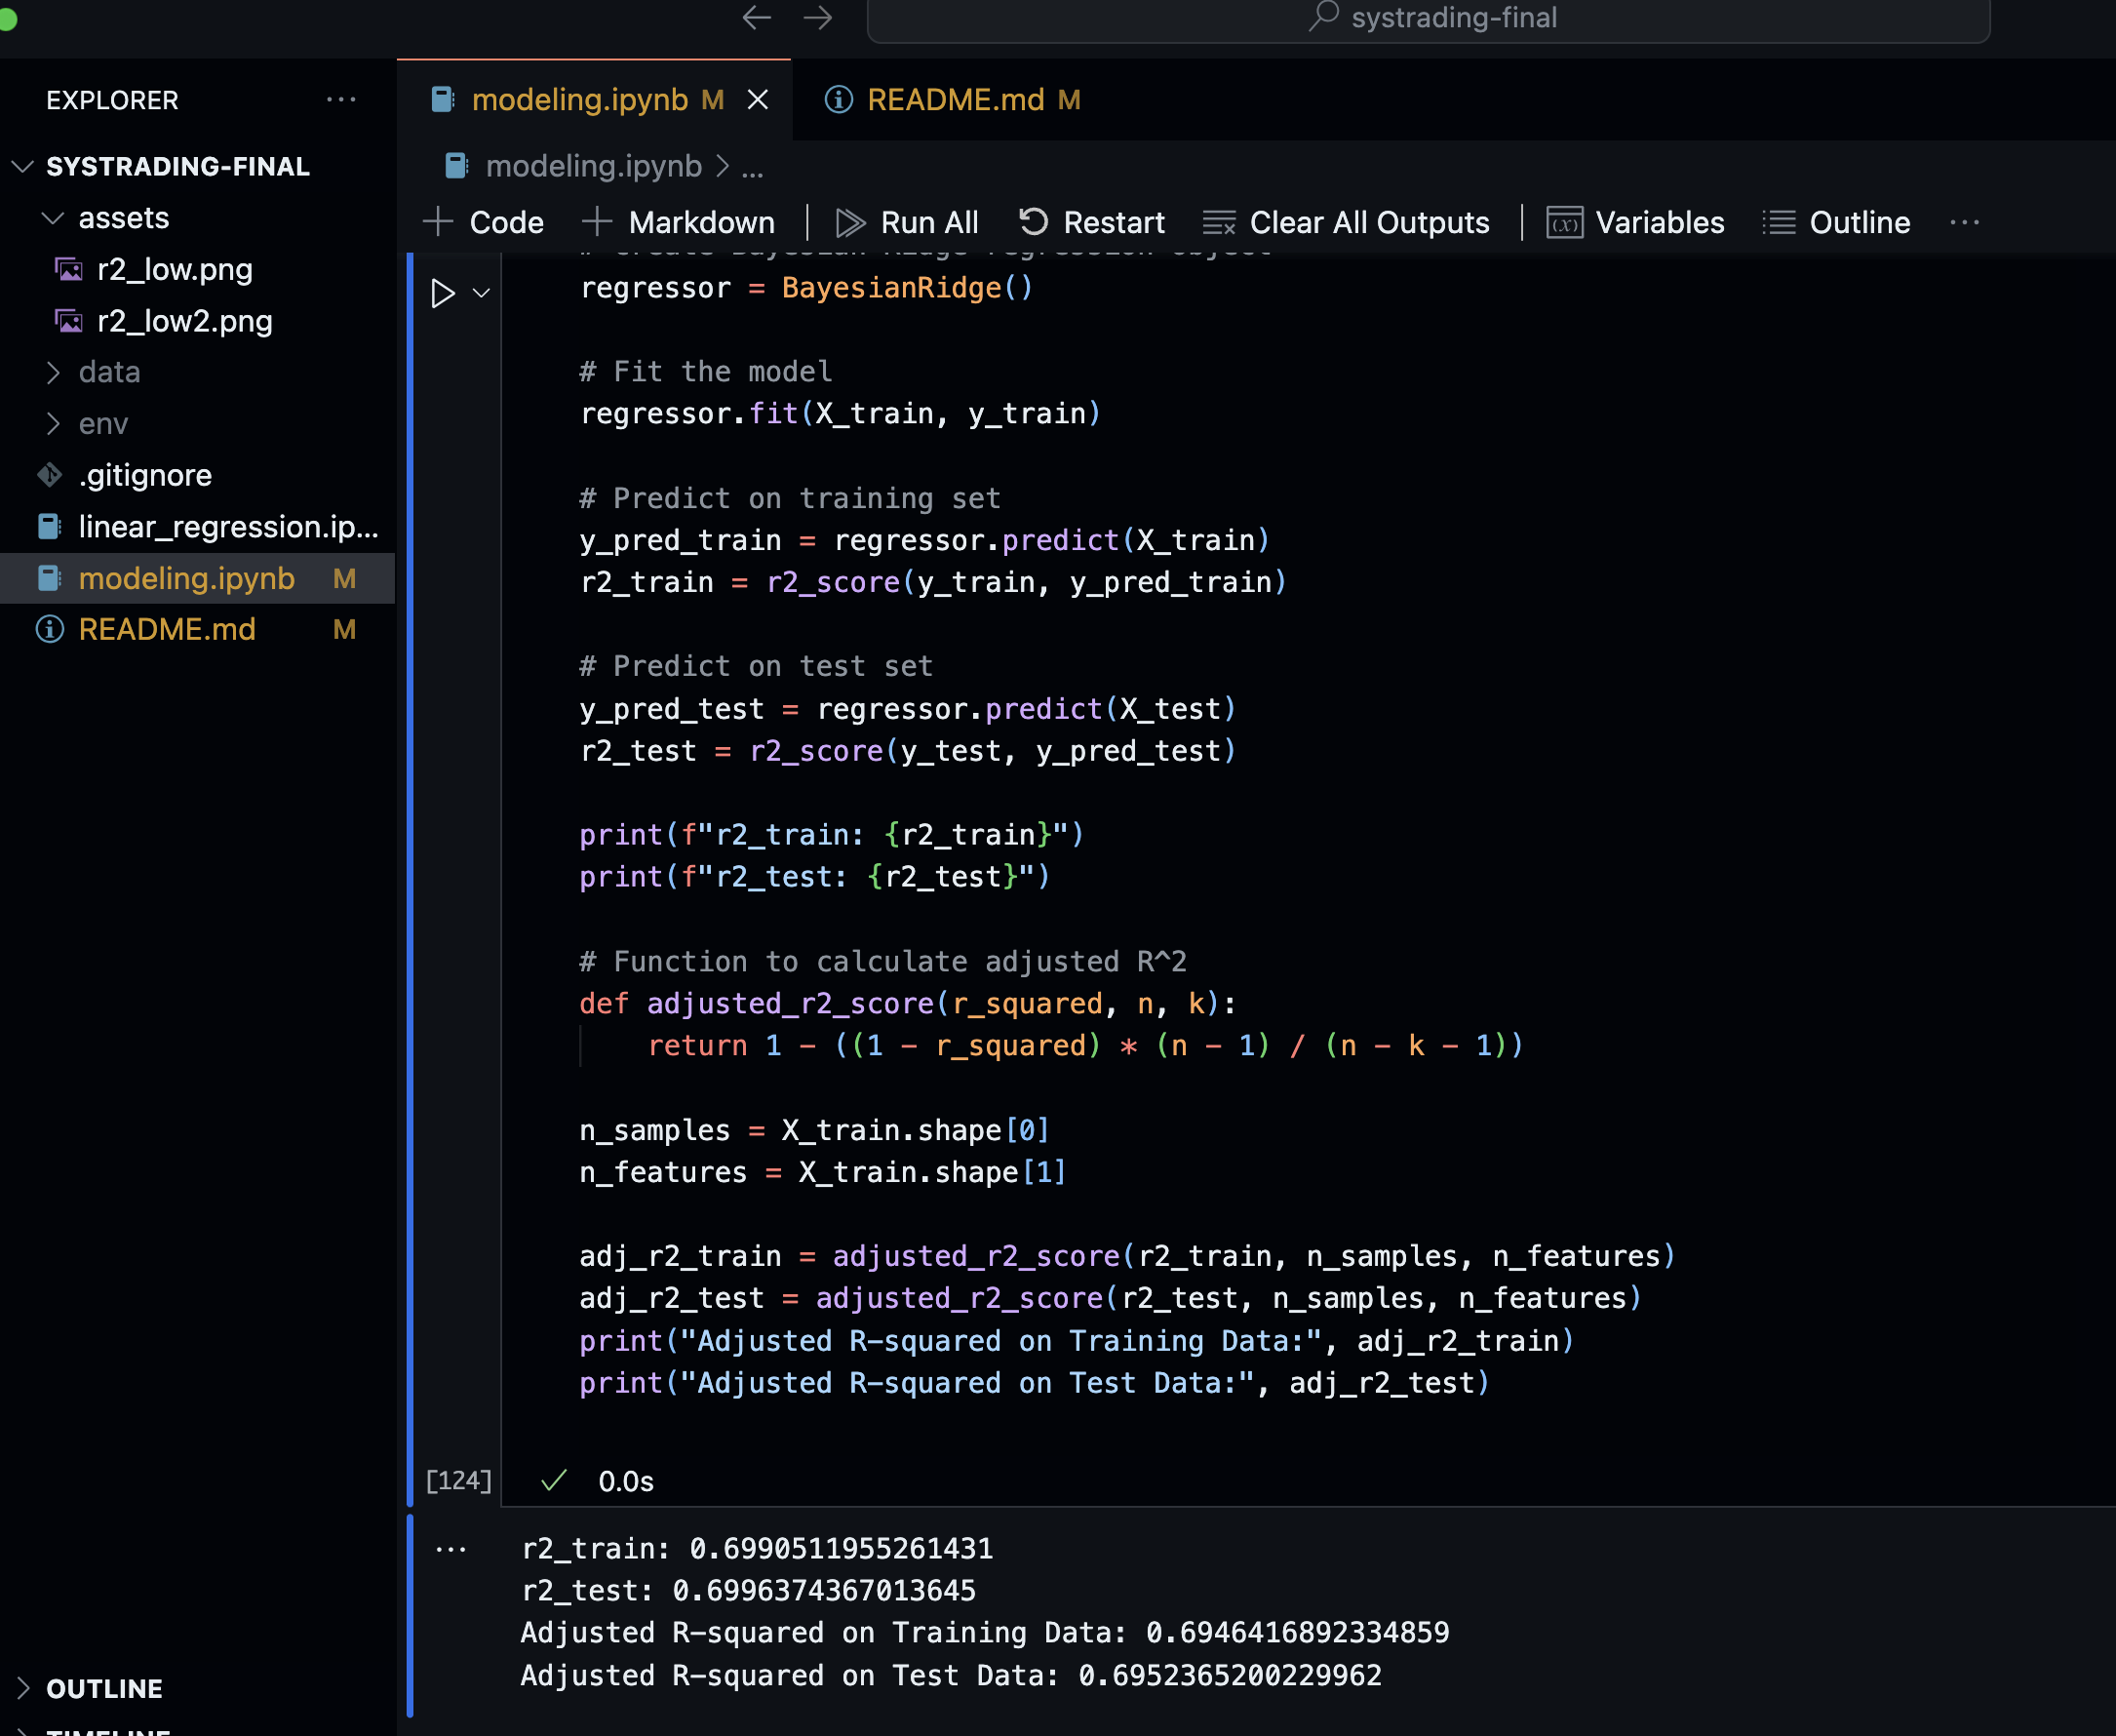 systrading-final
EXPLORER
modeling.ipynb M
README.md M
SYSTRADING-FINAL
modeling.ipynb > ...
assets
+ Code + Markdown | Run All Restart Clear All Outputs | (x) Variables Outline ...
r2_low.png
r2_low2.png
data
env
.gitignore
linear_regression.ip...
modeling.ipynb M
README.md M
# Create Bayesian Ridge regression object
regressor = BayesianRidge()
# Fit the model
regressor.fit(X_train, y_train)
# Predict on training set
y_pred_train = regressor.predict(X_train)
r2_train = r2_score(y_train, y_pred_train)
# Predict on test set
y_pred_test = regressor.predict(X_test)
r2_test = r2_score(y_test, y_pred_test)
print(f"r2_train: {r2_train}")
print(f"r2_test: {r2_test}")
# Function to calculate adjusted R^2
def adjusted_r2_score(r_squared, n, k):
return 1 - ((1 - r_squared) * (n - 1) / (n - k - 1))
n_samples = X_train.shape[0]
n_features = X_train.shape[1]
adj_r2_train = adjusted_r2_score(r2_train, n_samples, n_features)
adj_r2_test = adjusted_r2_score(r2_test, n_samples, n_features)
print("Adjusted R-squared on Training Data:", adj_r2_train)
print("Adjusted R-squared on Test Data:", adj_r2_test)
[124] 0.0s
r2_train: 0.6990511955261431
r2_test: 0.6996374367013645
Adjusted R-squared on Training Data: 0.6946416892334859
Adjusted R-squared on Test Data: 0.6952365200229962
OUTLINE
TIMELINE